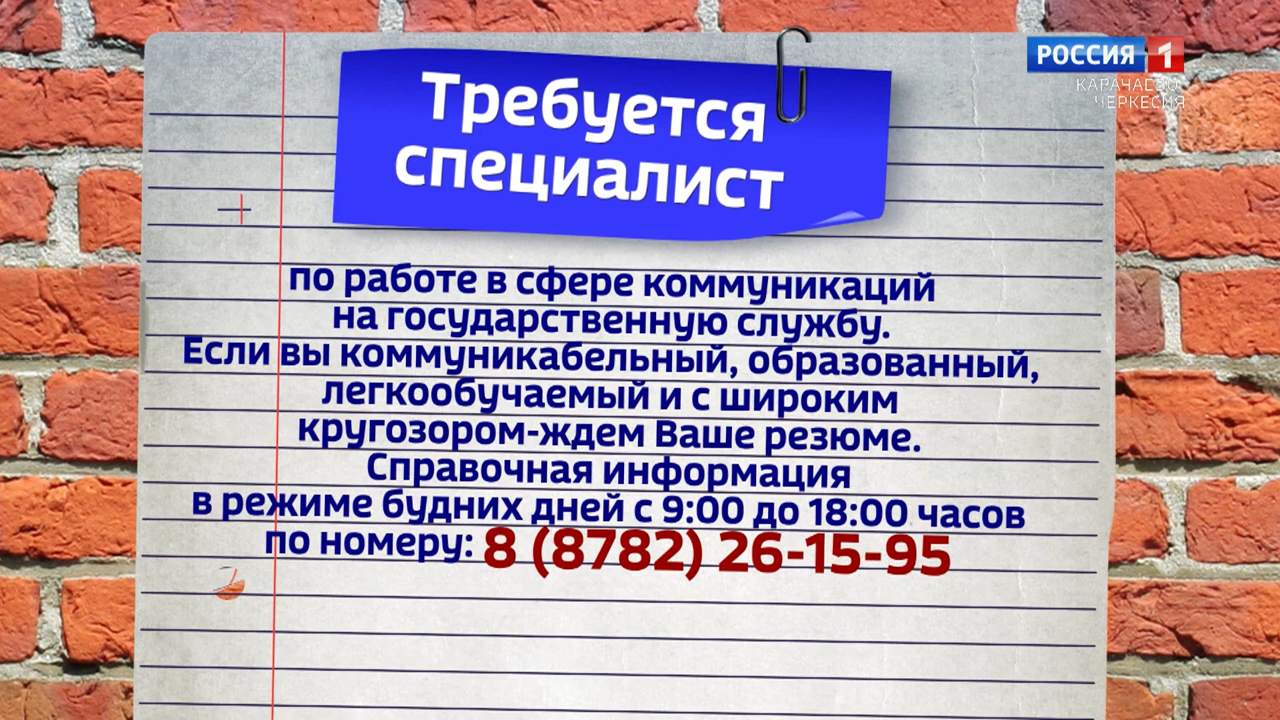 РОССИЯ 1
КАРАЧАЕВО-
ЧЕРКЕСИЯ
Требуется
специалист
по работе в сфере коммуникаций
на государственную службу.
Если вы коммуникабельный, образованный,
легкообучаемый и с широким
кругозором-ждем Ваше резюме.
Справочная информация
в режиме будних дней с 9:00 до 18:00 часов
по номеру: 8 (8782) 26-15-95